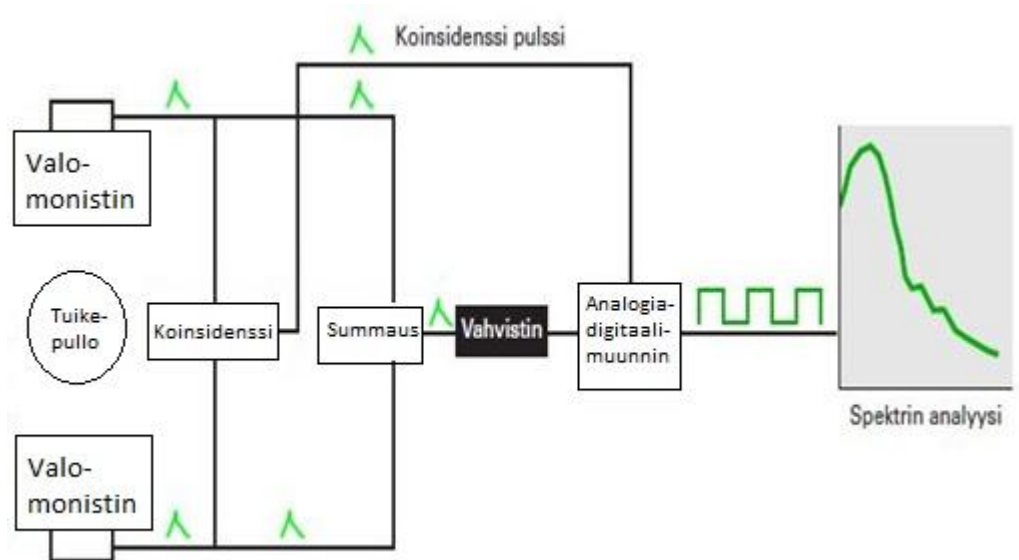 Koinsidenssi pulssi
Valo-
monistin
Tuike-
pullo
Koinsidenssi
Summaus
Vahvistin
Analogia-
digitaali-
muunnin
Spektrin analyysi
Valo-
monistin